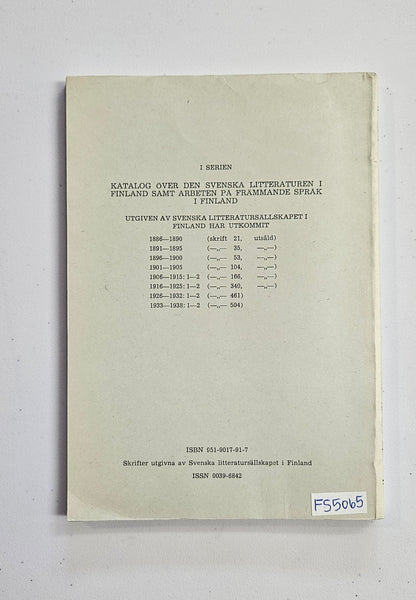 I SERIEN
KATALOG ÖVER DEN SVENSKA LITTERATUREN I
FINLAND SAMT ARBETEN PÅ FRÄMMANDE SPRÅK
I FINLAND
UTGIVEN AV SVENSKA LITTERATURSÄLLSKAPET I
FINLAND HAR UTKOMMIT
1886—1890 (skrift 21, utsåld)
1891—1895 (—„— 35, —„—)
1896—1900 (—„— 53, —„—)
1901—1905 (—„— 104, —„—)
1906—1915: 1—2 (—„— 166, —„—)
1916—1925: 1—2 (—„— 340, —„—)
1926—1932: 1—2 (—„— 461)
1933—1938: 1—2 (—„— 504)
ISBN 951-9017-91-7
Skrifter utgivna av Svenska litteratursällskapet i Finland
ISSN 0039-6842
FS5065